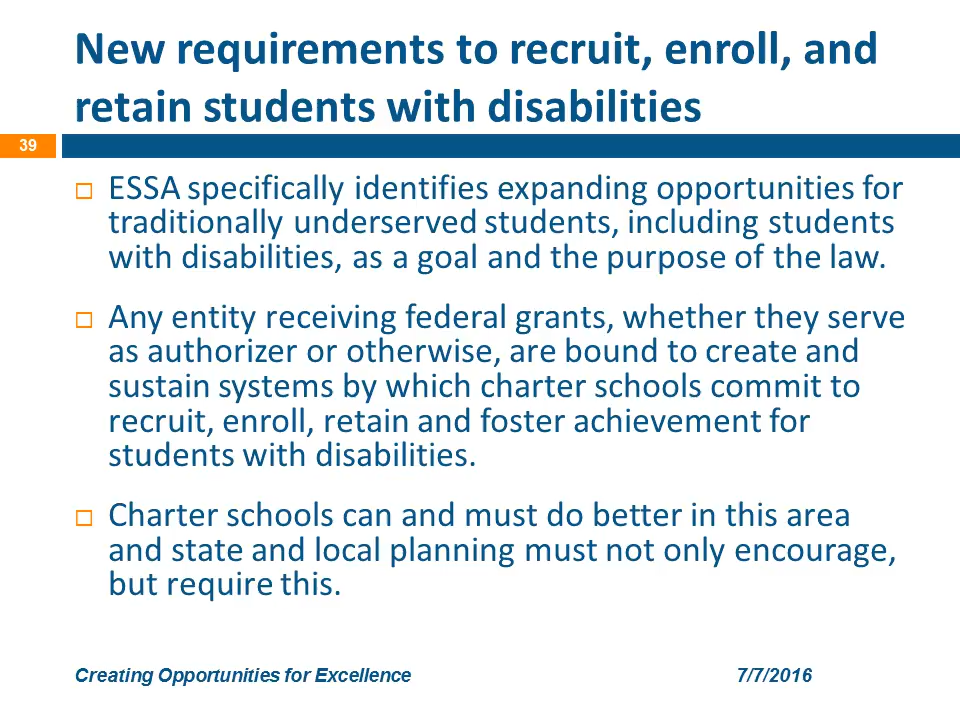 New requirements to recruit, enroll, and
retain students with disabilities
39
ESSA specifically identifies expanding opportunities for
traditionally underserved students, including students
with disabilities, as a goal and the purpose of the law.
Any entity receiving federal grants, whether they serve
as authorizer or otherwise, are bound to create and
sustain systems by which charter schools commit to
recruit, enroll, retain and foster achievement for
students with disabilities.
Charter schools can and must do better in this area
and state and local planning must not only encourage,
but require this.
Creating Opportunities for Excellence 7/7/2016